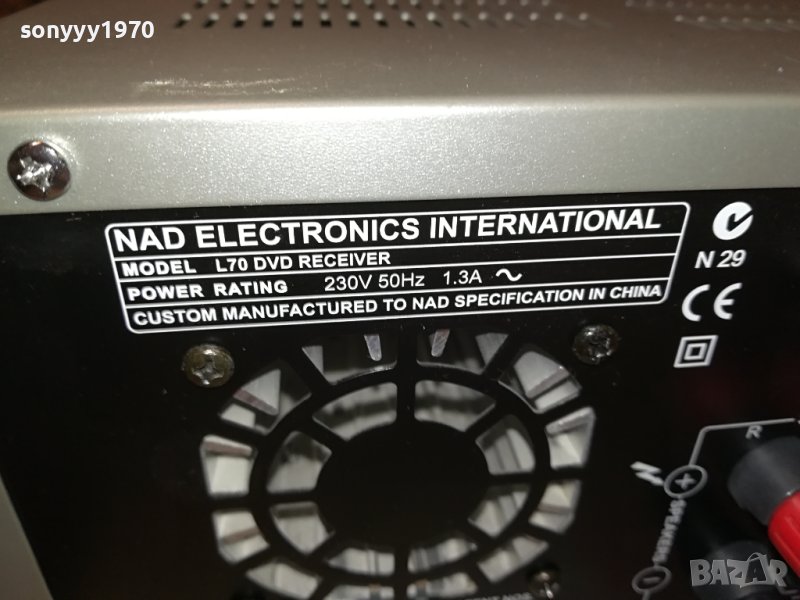 sonyyy1970
NAD ELECTRONICS INTERNATIONAL
MODEL L70 DVD RECEIVER
POWER RATING 230V 50Hz 1.3A ~
CUSTOM MANUFACTURED TO NAD SPECIFICATION IN CHINA
N 29
CE
R
+
SPEAKERS
−
BAZAR